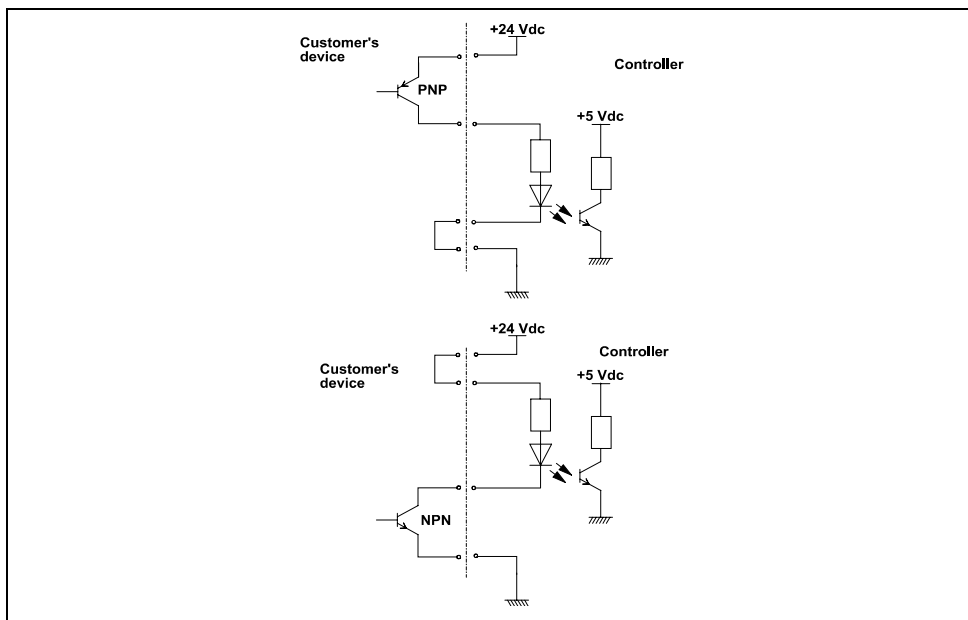 +24 Vdc
Customer's
device
Controller
PNP
+5 Vdc
+24 Vdc
Controller
Customer's
device
+5 Vdc
NPN